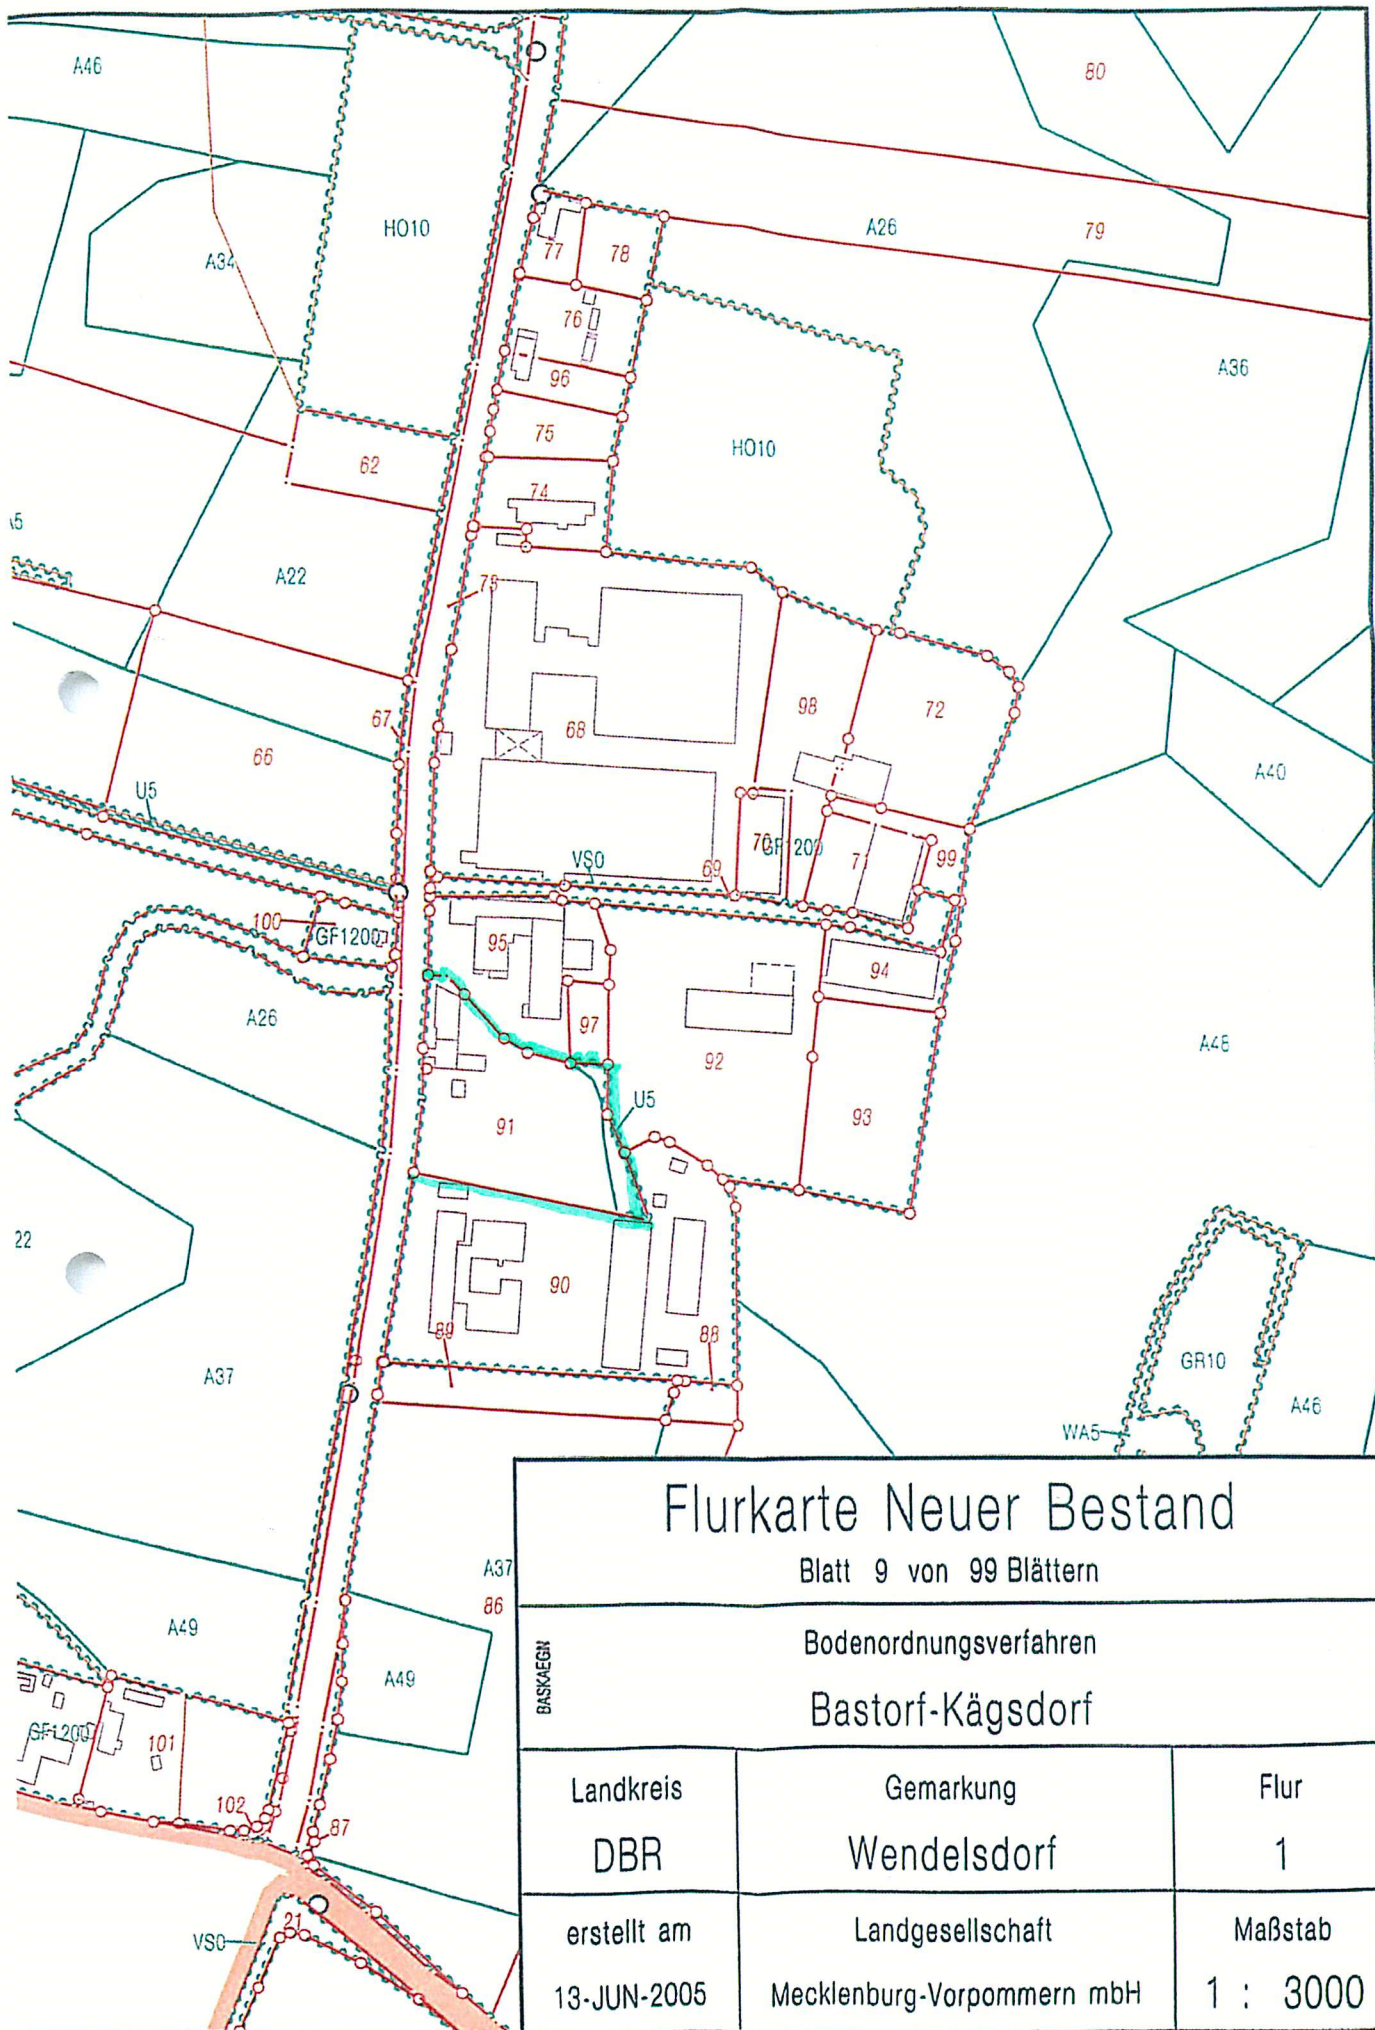 A46
80
HO10
A26
79
A34
77
78
76
A36
96
75
HO10
62
74
A5
A22
73
98
72
67
68
66
A40
U5
70
GF1200
71
99
VS0
69
100
GF1200
95
94
A26
97
92
A46
U5
91
93
22
90
89
88
GR10
A37
A46
WA5
A37
86
A49
A49
GF1200
101
102
87
21
VS0
Flurkarte Neuer Bestand
Blatt 9 von 99 Blättern
BASKAEGN
Bodenordnungsverfahren
Bastorf-Kägsdorf
Landkreis
Gemarkung
Flur
DBR
Wendelsdorf
1
erstellt am
Landgesellschaft
Maßstab
13-JUN-2005
Mecklenburg-Vorpommern mbH
1 : 3000